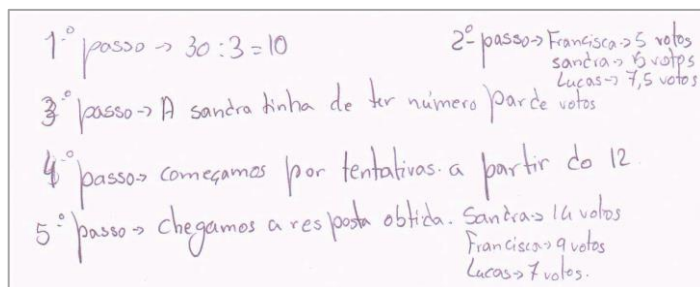 1.º passo → 30 : 3 = 10
2º passo → Francisca → 5 votos
sandra → 15 votos
Lucas → 7,5 votos
3.º passo → A sandra tinha de ter número par de votos
4.º passo → começamos por tentativas. a partir do 12.
5.º passo → chegamos a resposta obtida. Sandra → 14 votos
Francisca → 9 votos
Lucas → 7 votos.